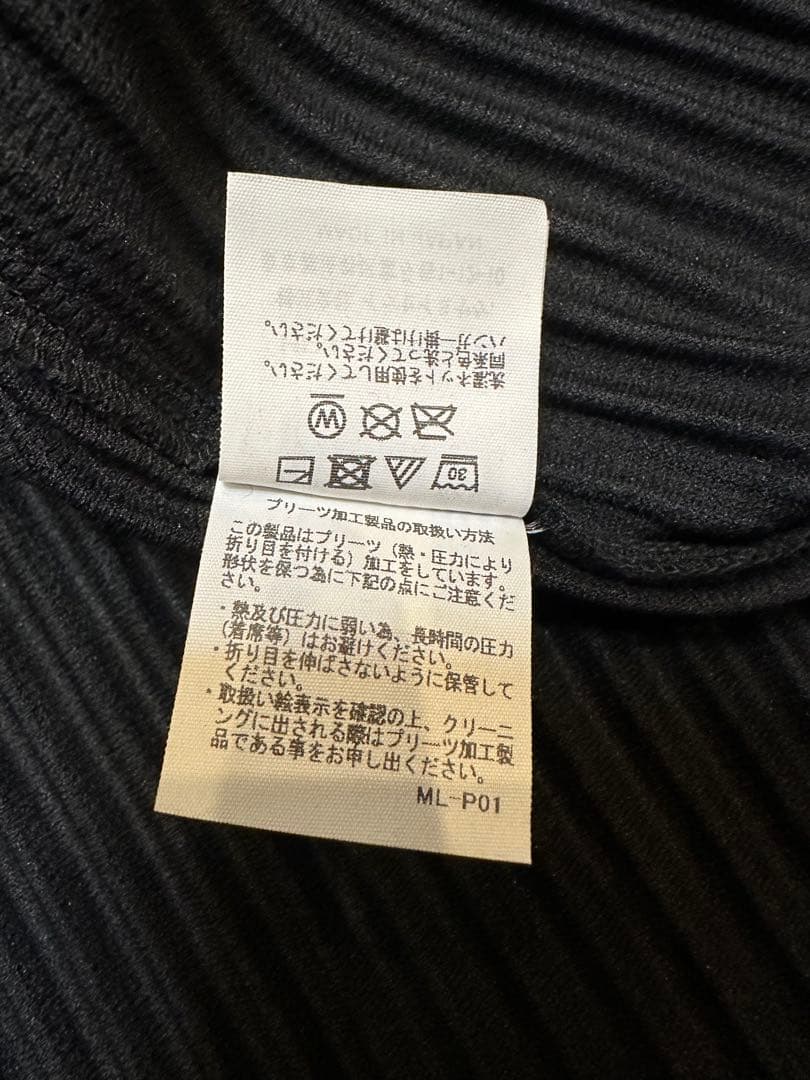 30
W
洗濯ネットを使用してください。
同系色と洗ってください。
ハンガー掛けは避けてください。
MADE IN JAPAN
プリーツ加工製品の取扱い方法
この製品はプリーツ（熱・圧力により
折り目を付ける）加工をしています。
形状を保つ為に下記の点にご注意くだ
さい。
・熱及び圧力に弱い為、長時間の圧力
（着席等）はお避けください。
・折り目を伸ばさないように保管して
ください。
・取扱い絵表示を確認の上、クリーニ
ングに出される際はプリーツ加工製
品である事をお申し出ください。
ML-P01